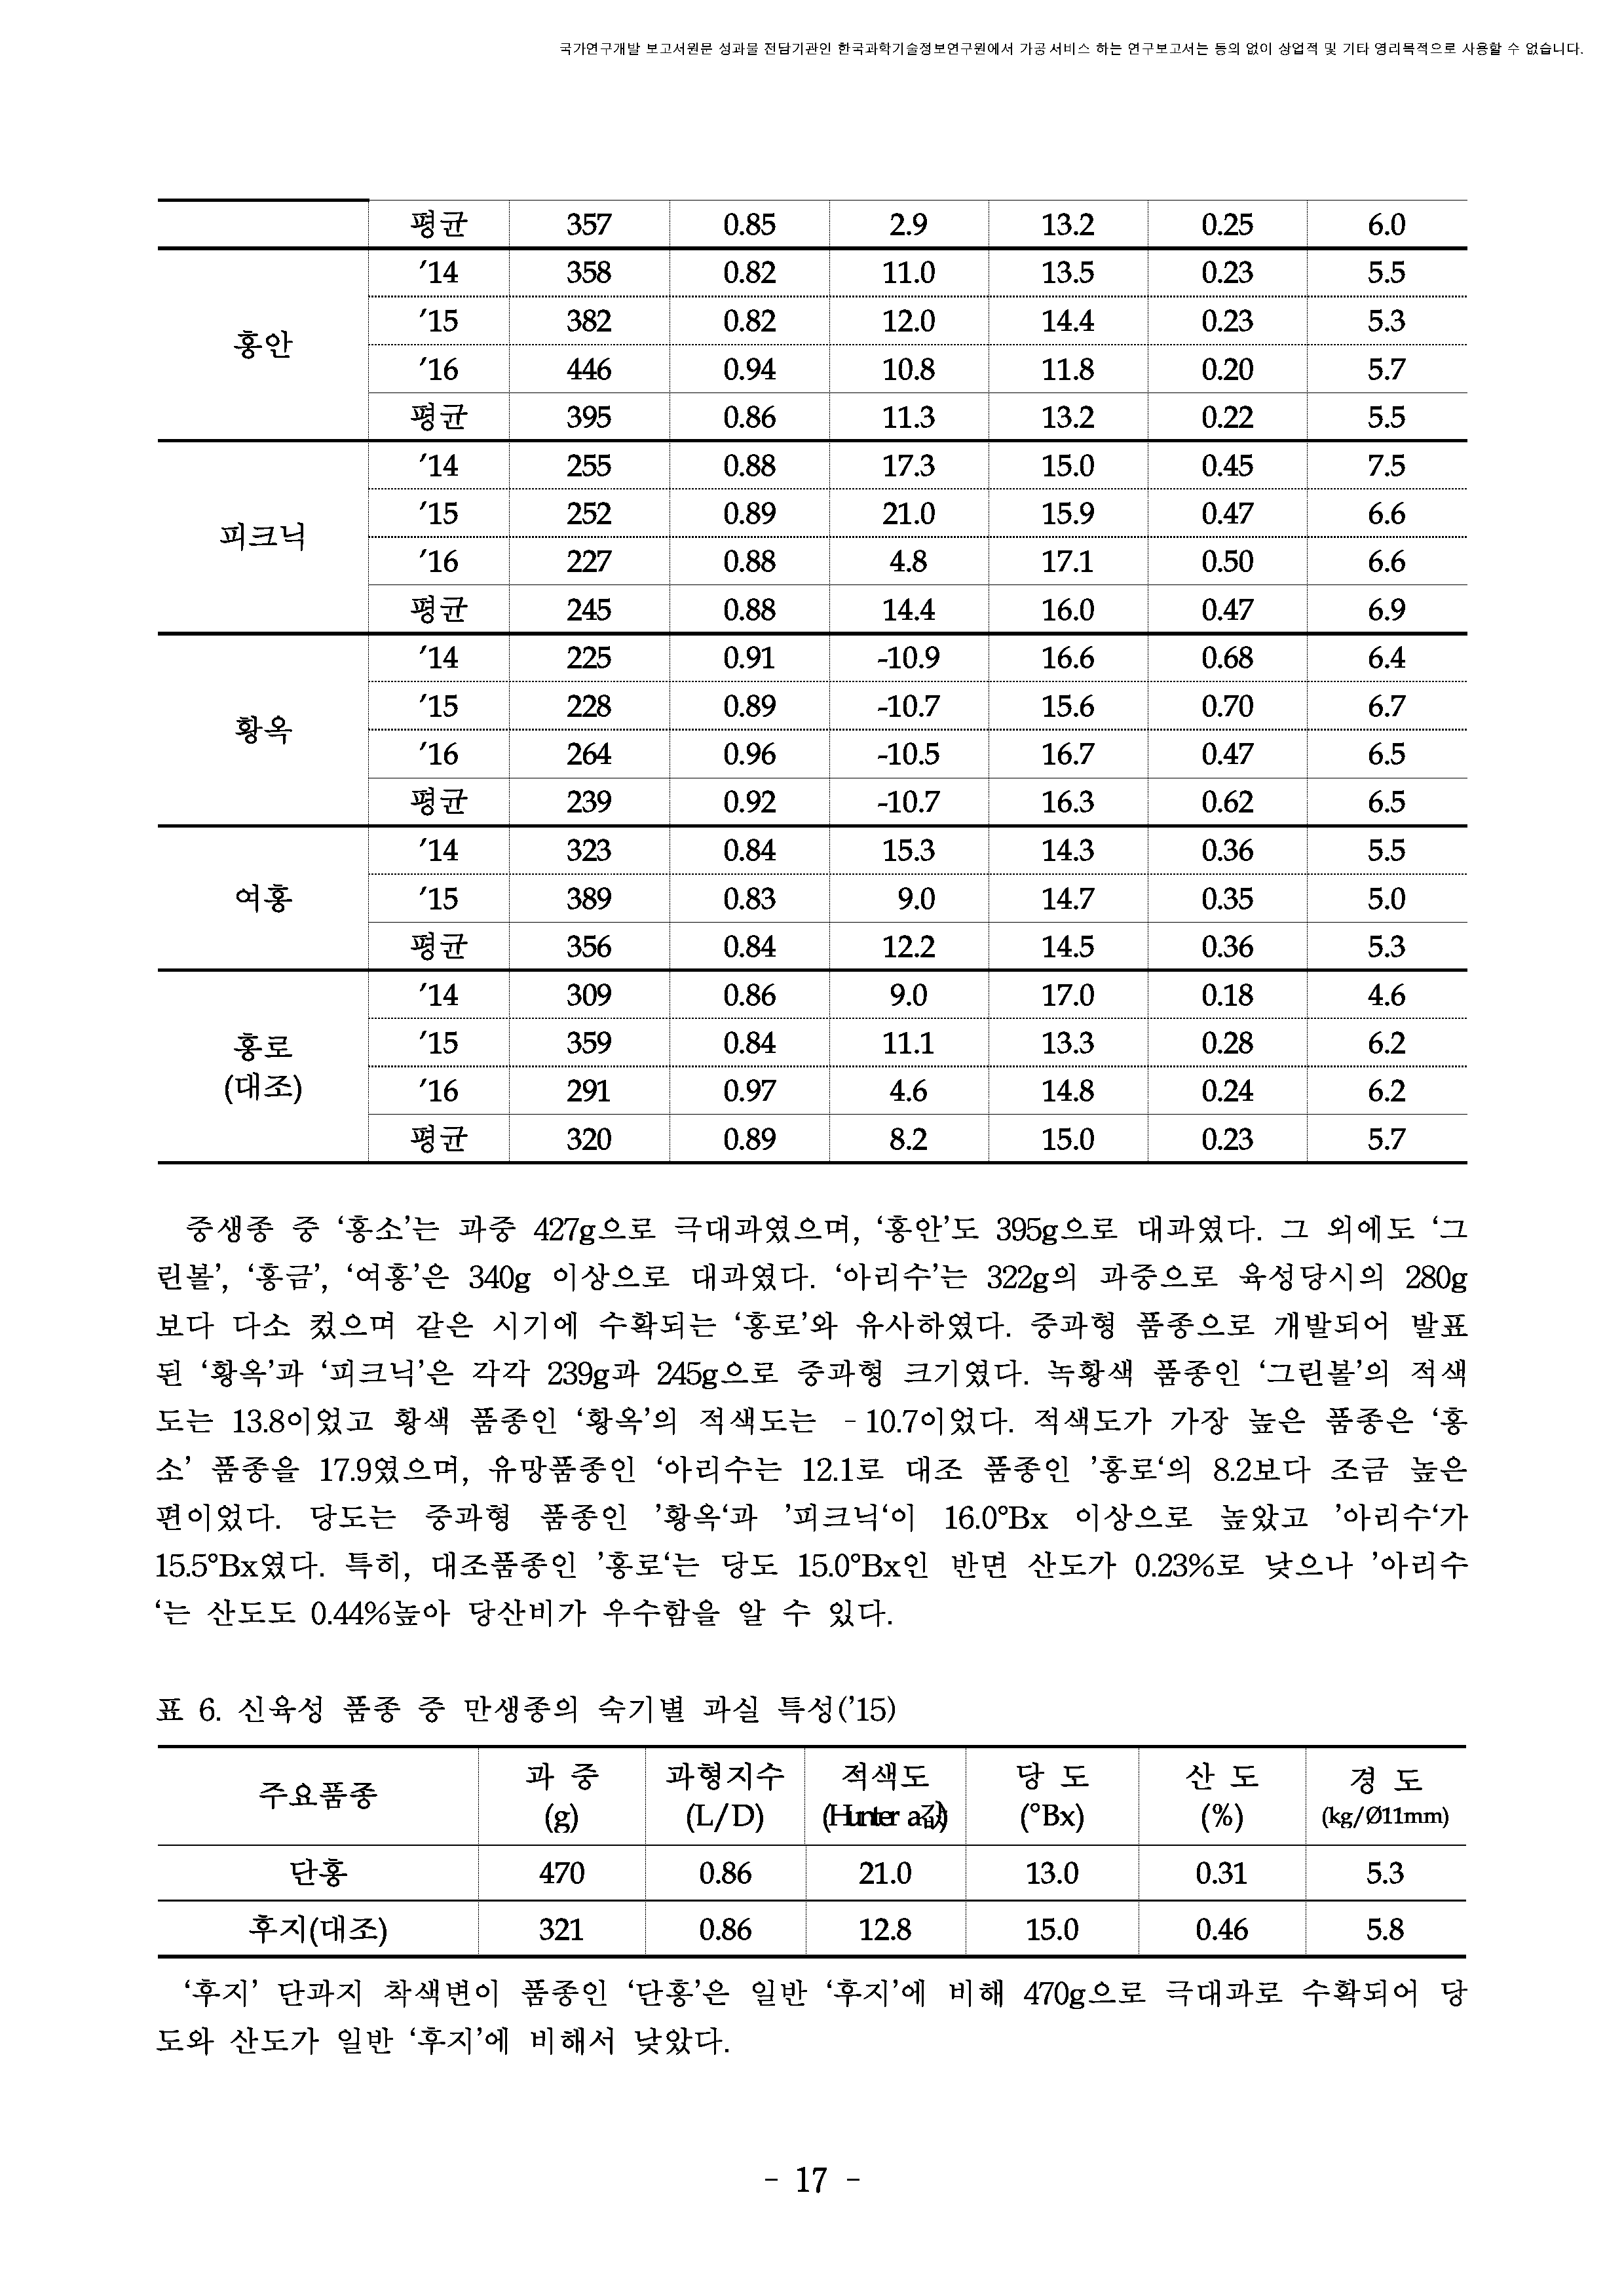 국가연구개발 보고서원문 성과물 전담기관인 한국과학기술정보연구원에서 가공·서비스 하는 연구보고서는 동의 없이 상업적 및 기타 영리목적으로 사용할 수 없습니다.
평균 357 0.85 2.9 13.2 0.25 6.0
홍안
′14 358 0.82 11.0 13.5 0.23 5.5
′15 382 0.82 12.0 14.4 0.23 5.3
′16 446 0.94 10.8 11.8 0.20 5.7
평균 395 0.86 11.3 13.2 0.22 5.5
피크닉
′14 255 0.88 17.3 15.0 0.45 7.5
′15 252 0.89 21.0 15.9 0.47 6.6
′16 227 0.88 4.8 17.1 0.50 6.6
평균 245 0.88 14.4 16.0 0.47 6.9
황옥
′14 225 0.91 -10.9 16.6 0.68 6.4
′15 228 0.89 -10.7 15.6 0.70 6.7
′16 264 0.96 -10.5 16.7 0.47 6.5
평균 239 0.92 -10.7 16.3 0.62 6.5
여홍
′14 323 0.84 15.3 14.3 0.36 5.5
′15 389 0.83 9.0 14.7 0.35 5.0
평균 356 0.84 12.2 14.5 0.36 5.3
홍로
(대조)
′14 309 0.86 9.0 17.0 0.18 4.6
′15 359 0.84 11.1 13.3 0.28 6.2
′16 291 0.97 4.6 14.8 0.24 6.2
평균 320 0.89 8.2 15.0 0.23 5.7
중생종 중 ‘홍소’는 과중 427g으로 극대과였으며, ‘홍안’도 395g으로 대과였다. 그 외에도 ‘그
린볼’, ‘홍금’, ‘여홍’은 340g 이상으로 대과였다. ‘아리수’는 322g의 과중으로 육성당시의 280g
보다 다소 컸으며 같은 시기에 수확되는 ‘홍로’와 유사하였다. 중과형 품종으로 개발되어 발표
된 ‘황옥’과 ‘피크닉’은 각각 239g과 245g으로 중과형 크기였다. 녹황색 품종인 ‘그린볼’의 적색
도는 13.8이었고 황색 품종인 ‘황옥’의 적색도는 －10.7이었다. 적색도가 가장 높은 품종은 ‘홍
소’ 품종을 17.9였으며, 유망품종인 ‘아리수는 12.1로 대조 품종인 ’홍로‘의 8.2보다 조금 높은
편이었다. 당도는 중과형 품종인 ’황옥‘과 ’피크닉‘이 16.0°Bx 이상으로 높았고 ’아리수‘가
15.5°Bx였다. 특히, 대조품종인 ’홍로‘는 당도 15.0°Bx인 반면 산도가 0.23%로 낮으나 ’아리수
‘는 산도도 0.44%높아 당산비가 우수함을 알 수 있다.
표 6. 신육성 품종 중 만생종의 숙기별 과실 특성(’15)
주요품종 과 중 과형지수 적색도 당 도 산 도 경 도
(g) (L/D) (Hunter a값) (°Bx) (%) (kg/Ø11mm)
단홍 470 0.86 21.0 13.0 0.31 5.3
후지(대조) 321 0.86 12.8 15.0 0.46 5.8
‘후지’ 단과지 착색변이 품종인 ‘단홍’은 일반 ‘후지’에 비해 470g으로 극대과로 수확되어 당
도와 산도가 일반 ‘후지’에 비해서 낮았다.
- 17 -